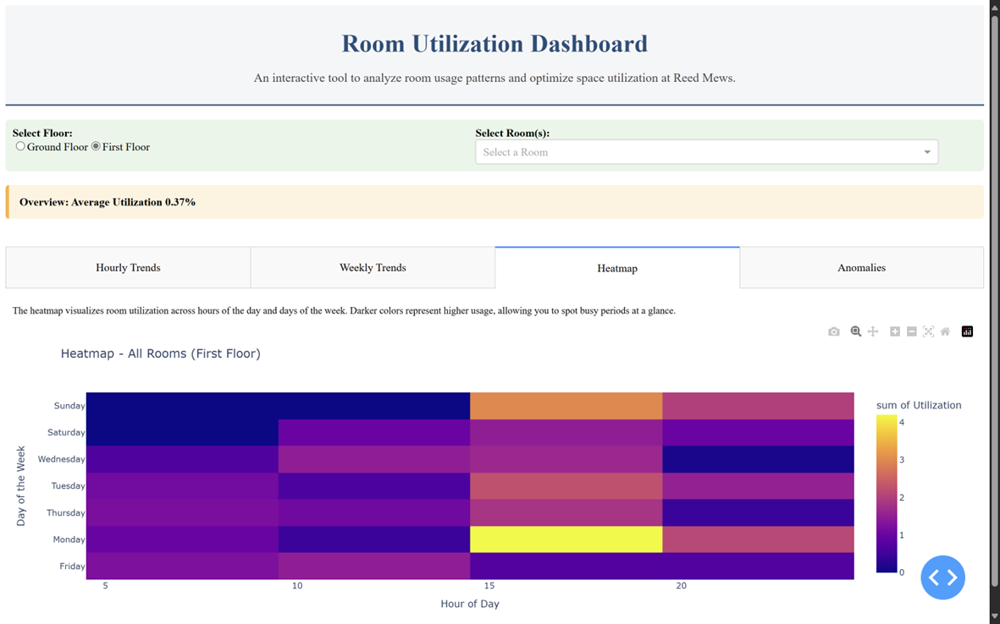 Room Utilization Dashboard
An interactive tool to analyze room usage patterns and optimize space utilization at Reed Mews.
Select Floor:
Ground Floor First Floor
Select Room(s):
Select a Room
Overview: Average Utilization 0.37%
Hourly Trends
Weekly Trends
Heatmap
Anomalies
The heatmap visualizes room utilization across hours of the day and days of the week. Darker colors represent higher usage, allowing you to spot busy periods at a glance.
Heatmap - All Rooms (First Floor)
Day of the Week
Sunday
Saturday
Wednesday
Tuesday
Thursday
Monday
Friday
5 10 15 20
Hour of Day
sum of Utilization
4
3
2
1
0